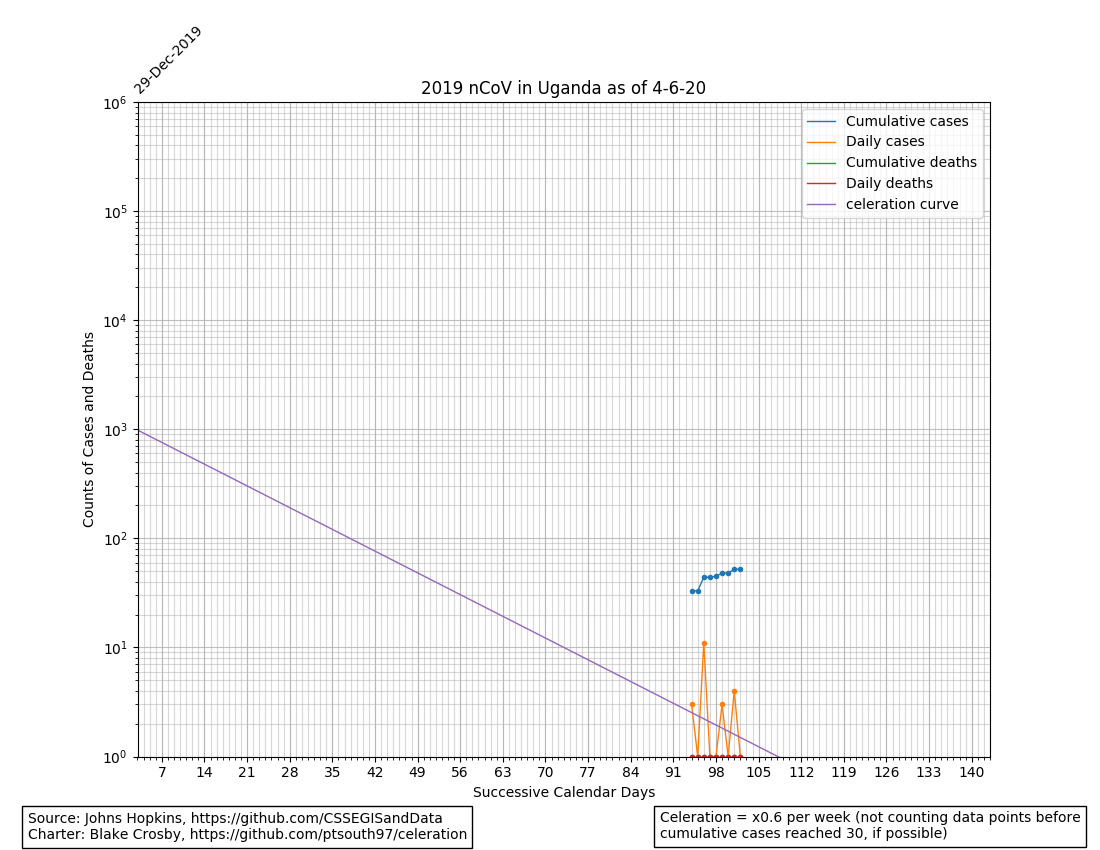 29-Dec-2019
2019 nCoV in Uganda as of 4-6-20
Cumulative cases
Daily cases
Cumulative deaths
Daily deaths
celeration curve
Counts of Cases and Deaths
10^6
10^5
10^4
10^3
10^2
10^1
10^0
7 14 21 28 35 42 49 56 63 70 77 84 91 98 105 112 119 126 133 140
Successive Calendar Days
Source: Johns Hopkins, https://github.com/CSSEGISandData
Charter: Blake Crosby, https://github.com/ptsouth97/celeration
Celeration = x0.6 per week (not counting data points before
cumulative cases reached 30, if possible)